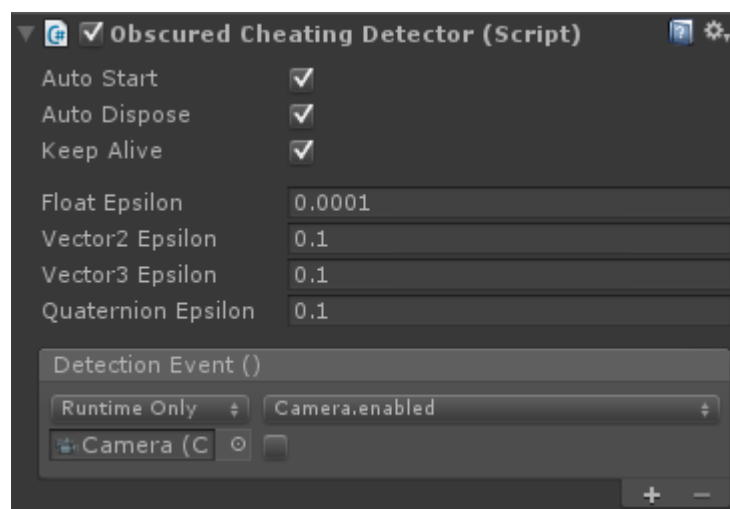 Obscured Cheating Detector (Script)
Auto Start
Auto Dispose
Keep Alive
Float Epsilon 0.0001
Vector2 Epsilon 0.1
Vector3 Epsilon 0.1
Quaternion Epsilon 0.1
Detection Event ()
Runtime Only Camera.enabled
Camera (C